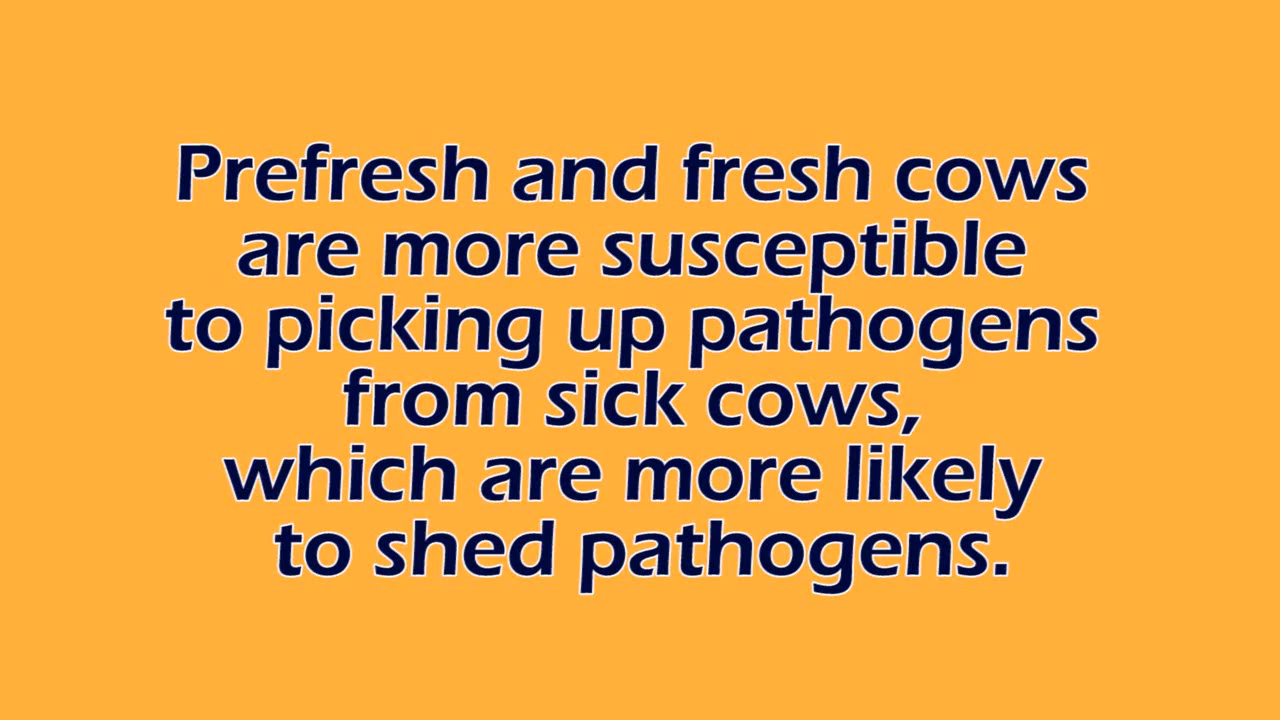 Prefresh and fresh cows
are more susceptible
to picking up pathogens
from sick cows,
which are more likely
to shed pathogens.